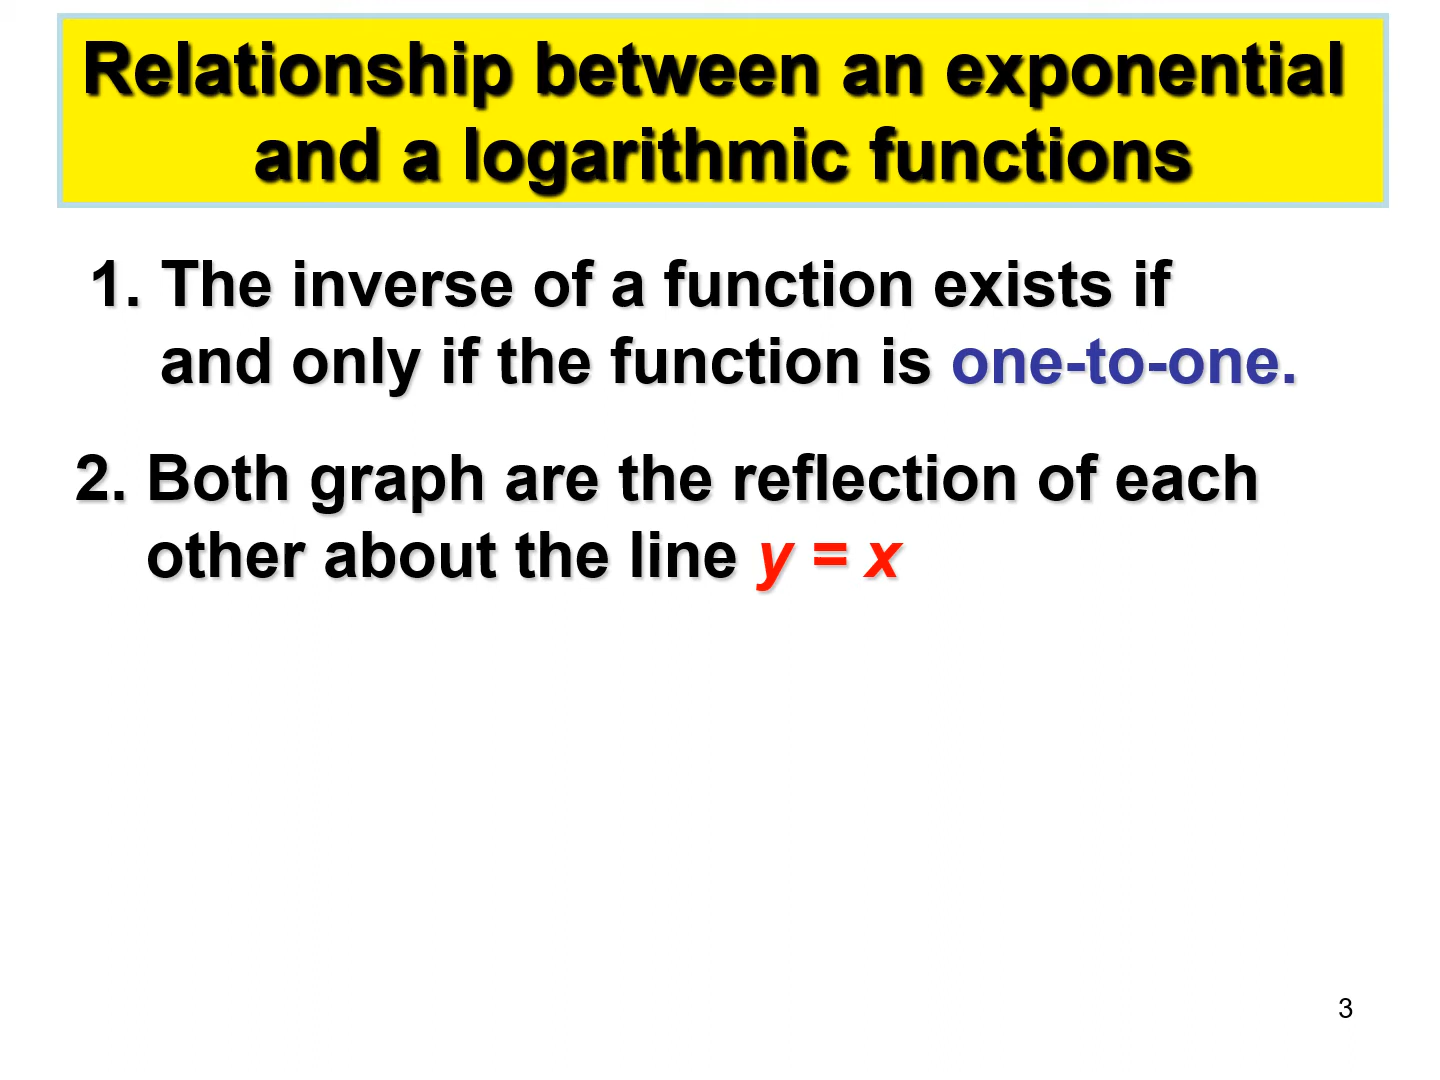 Relationship between an exponential
and a logarithmic functions
1. The inverse of a function exists if
and only if the function is one-to-one.
2. Both graph are the reflection of each
other about the line y = x
3